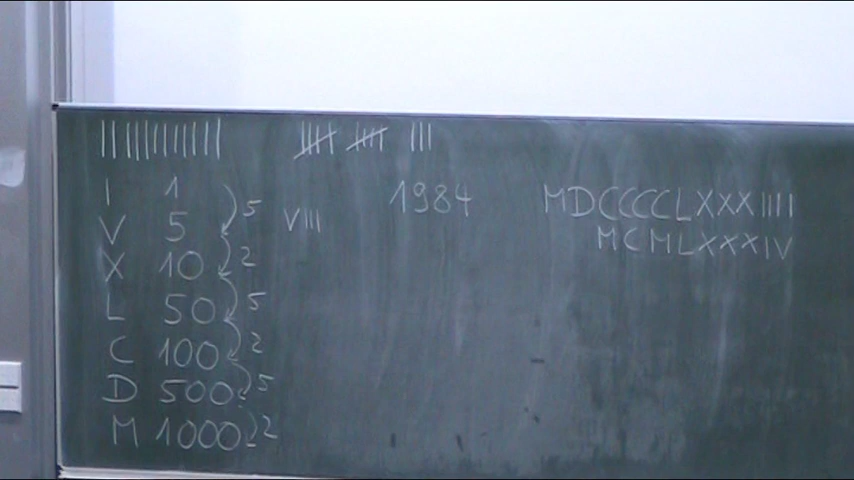 I 1
V 5
X 10
L 50
C 100
D 500
M 1000
5
2
5
2
5
2
VIII
1984
MDCCCCLXXXIIII
MCMLXXXIV